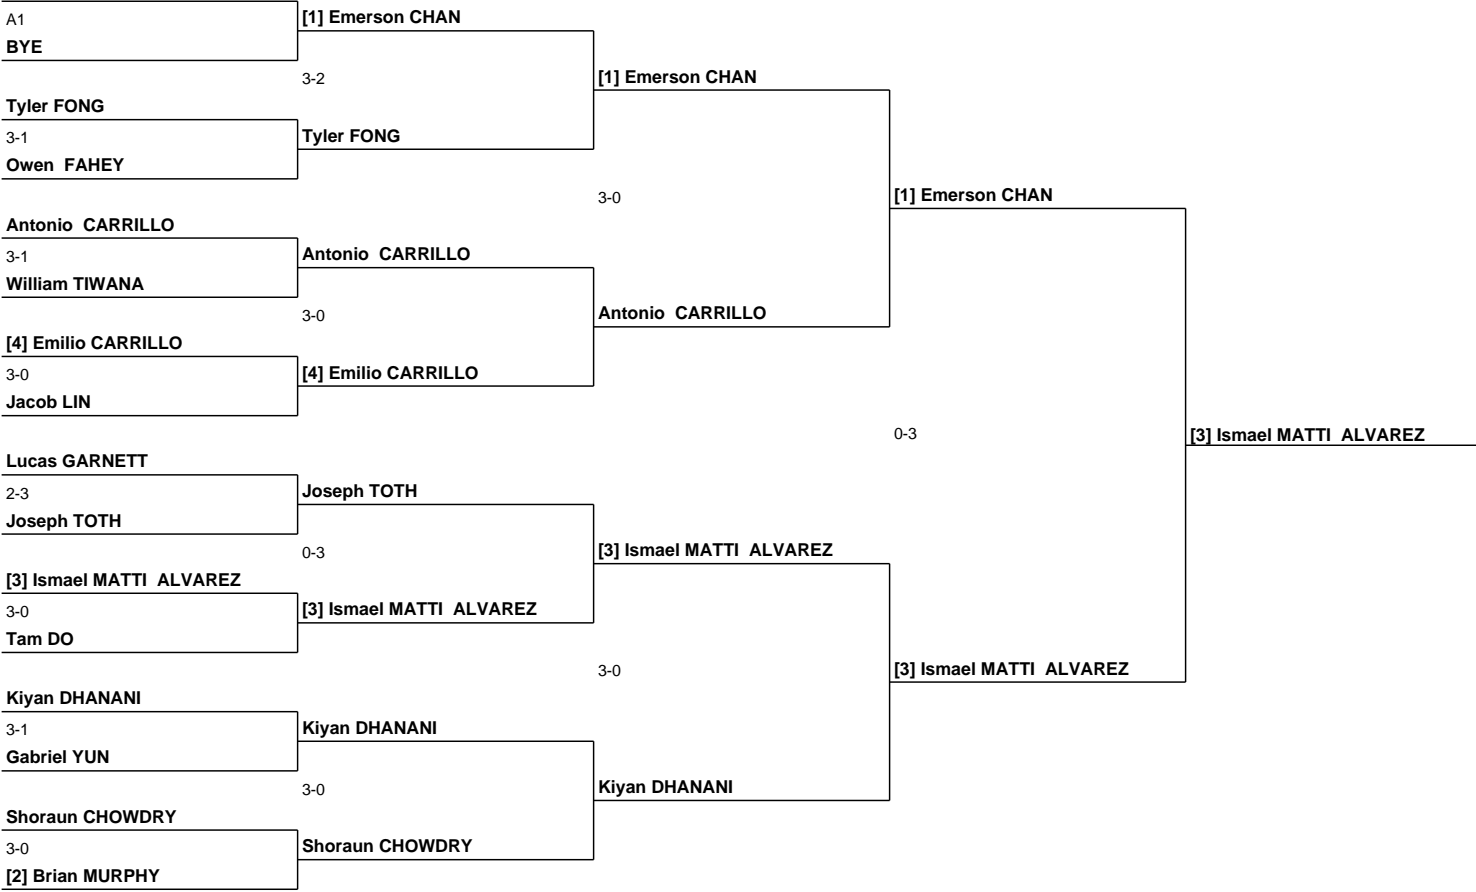 A1
BYE
Tyler FONG
3-1
Owen FAHEY
Antonio CARRILLO
3-1
William TIWANA
[4] Emilio CARRILLO
3-0
Jacob LIN
Lucas GARNETT
2-3
Joseph TOTH
[3] Ismael MATTI ALVAREZ
3-0
Tam DO
Kiyan DHANANI
3-1
Gabriel YUN
Shoraun CHOWDRY
3-0
[2] Brian MURPHY
[1] Emerson CHAN
3-2
Tyler FONG
Antonio CARRILLO
3-0
[4] Emilio CARRILLO
Joseph TOTH
0-3
[3] Ismael MATTI ALVAREZ
Kiyan DHANANI
3-0
Shoraun CHOWDRY
[1] Emerson CHAN
3-0
Antonio CARRILLO
[3] Ismael MATTI ALVAREZ
3-0
Kiyan DHANANI
[1] Emerson CHAN
0-3
[3] Ismael MATTI ALVAREZ
[3] Ismael MATTI ALVAREZ